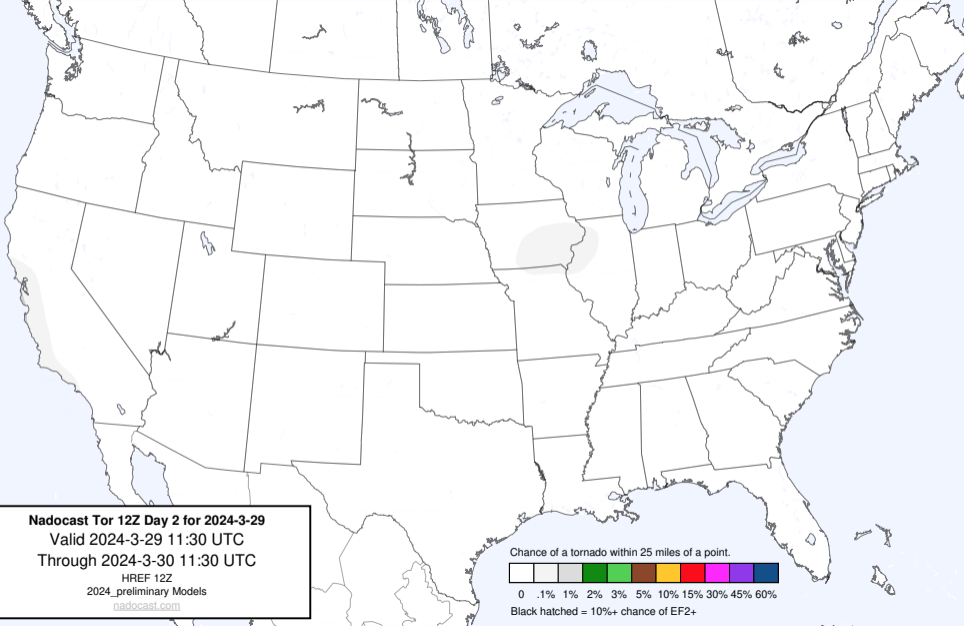 Nadocast Tor 12Z Day 2 for 2024-3-29
Valid 2024-3-29 11:30 UTC
Through 2024-3-30 11:30 UTC
HREF 12Z
2024_preliminary Models
nadocast.com
Chance of a tornado within 25 miles of a point.
0 .1% 1% 2% 3% 5% 10% 15% 30% 45% 60%
Black hatched = 10%+ chance of EF2+